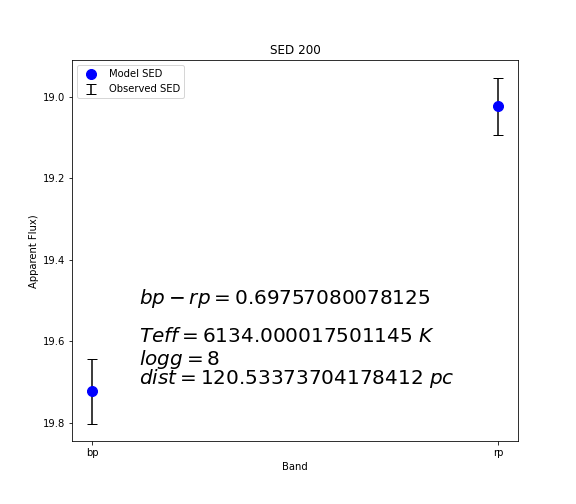 SED 200
Model SED
Observed SED
19.0
19.2
19.4
19.6
19.8
Apparent Flux)
bp − rp = 0.69757080078125
Teff = 6134.000017501145 K
logg = 8
dist = 120.53373704178412 pc
bp
rp
Band